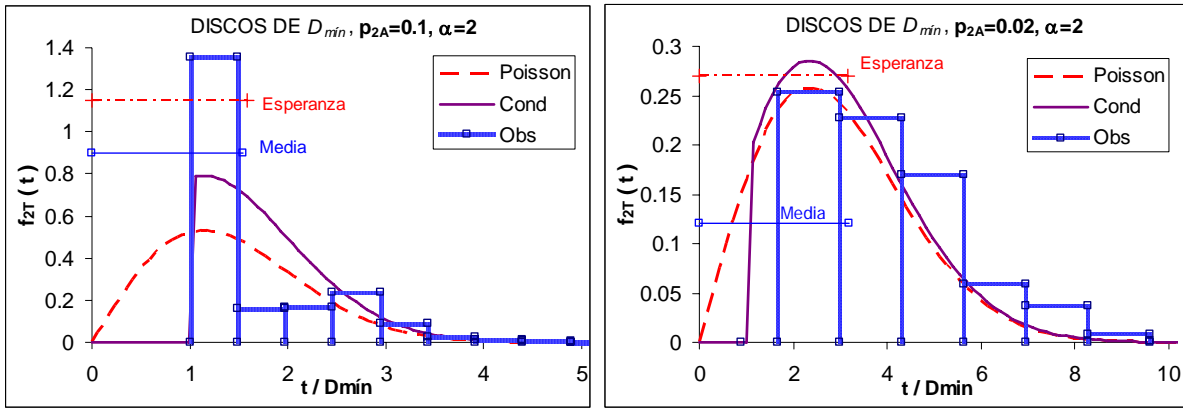 DISCOS DE Dmín, p2A=0.1, α=2
1.4
1.2
1
0.8
0.6
0.4
0.2
0
f2T ( t )
Poisson
Cond
Obs
Esperanza
Media
0 1 2 3 4 5
t / Dmín
DISCOS DE Dmín, p2A=0.02, α=2
0.3
0.25
0.2
0.15
0.1
0.05
0
f2T ( t )
Esperanza
Poisson
Cond
Obs
Media
0 2 4 6 8 10
t / Dmin